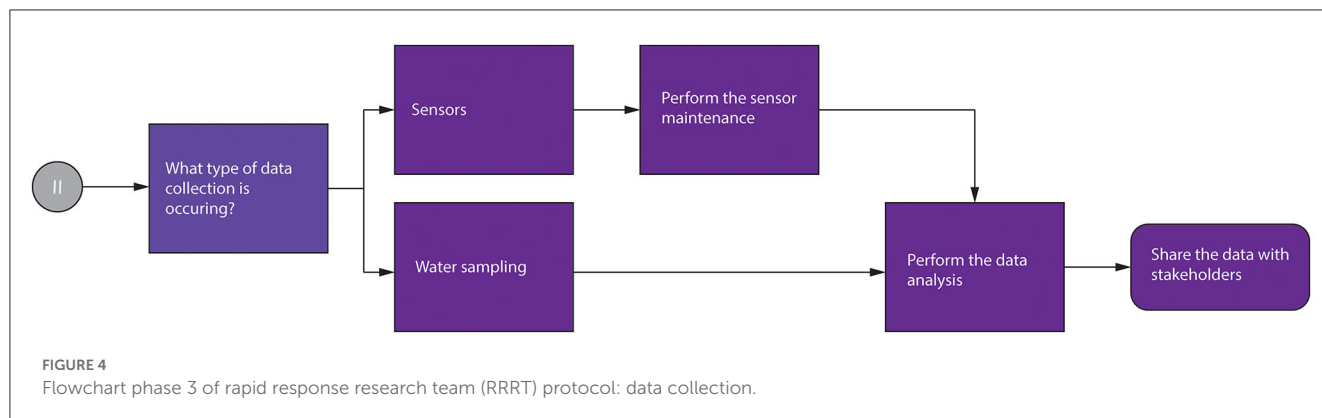 Sensors
Perform the sensor
maintenance
II
What type of data
collection is
occuring?
Water sampling
Perform the data
analysis
Share the data with
stakeholders
FIGURE 4
Flowchart phase 3 of rapid response research team (RRRT) protocol: data collection.